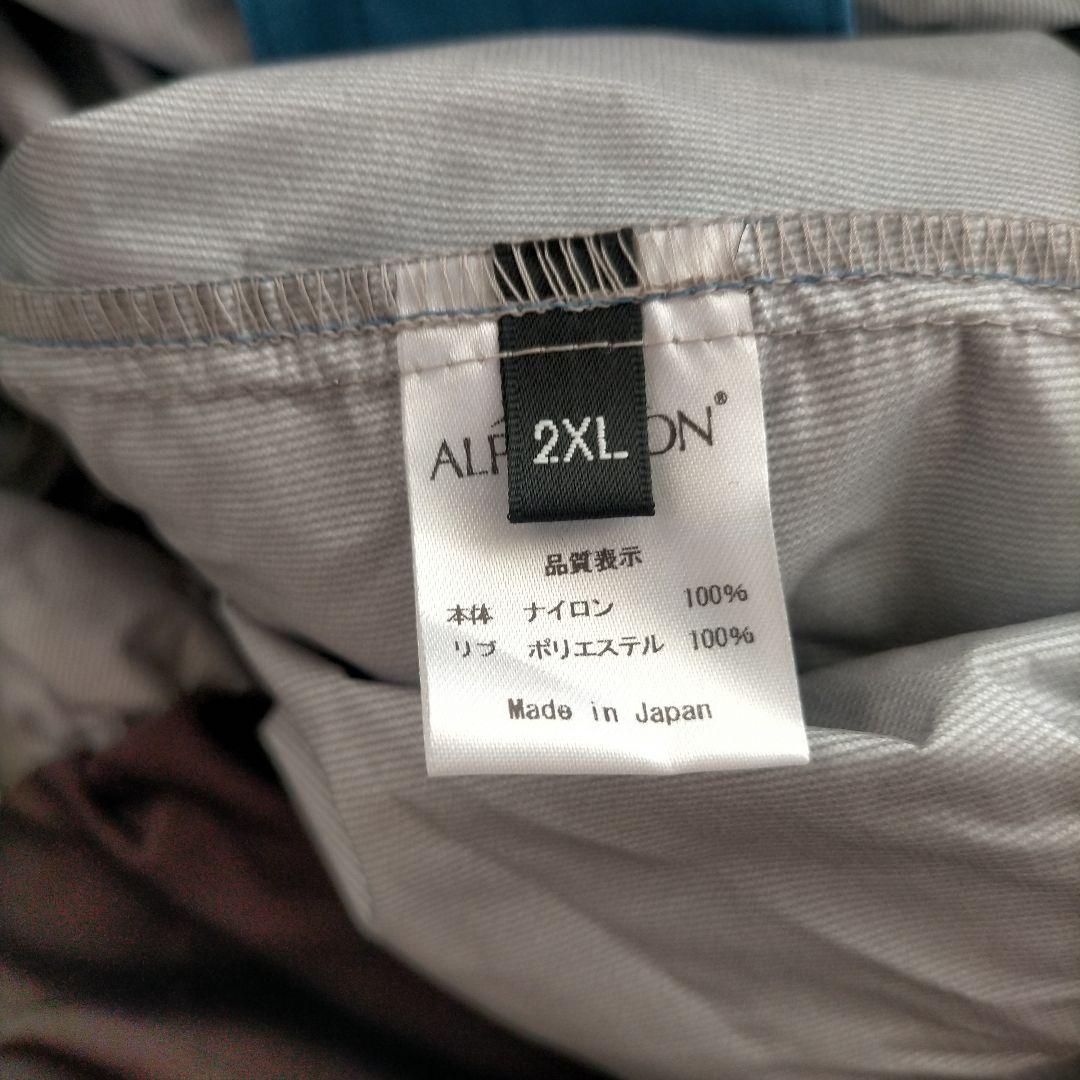 2XL
品質表示
本体 ナイロン 100%
リブ ポリエステル 100%
Made in Japan